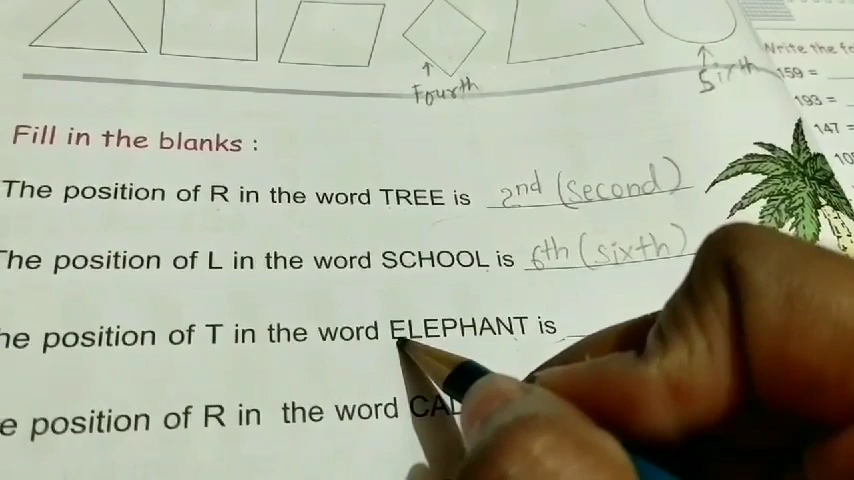 Fourth
Sixth
Write the fo
159 =
193 =
147 =
Fill in the blanks :
The position of R in the word TREE is 2nd (second)
The position of L in the word SCHOOL is 6th (sixth)
he position of T in the word ELEPHANT is
e position of R in the word CAL